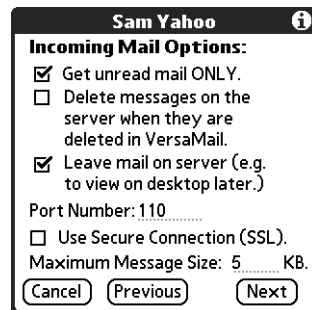 Sam Yahoo
Incoming Mail Options:
Get unread mail ONLY.
Delete messages on the
server when they are
deleted in VersaMail.
Leave mail on server (e.g.
to view on desktop later.)
Port Number: 110
Use Secure Connection (SSL).
Maximum Message Size: 5 KB.
Cancel Previous Next